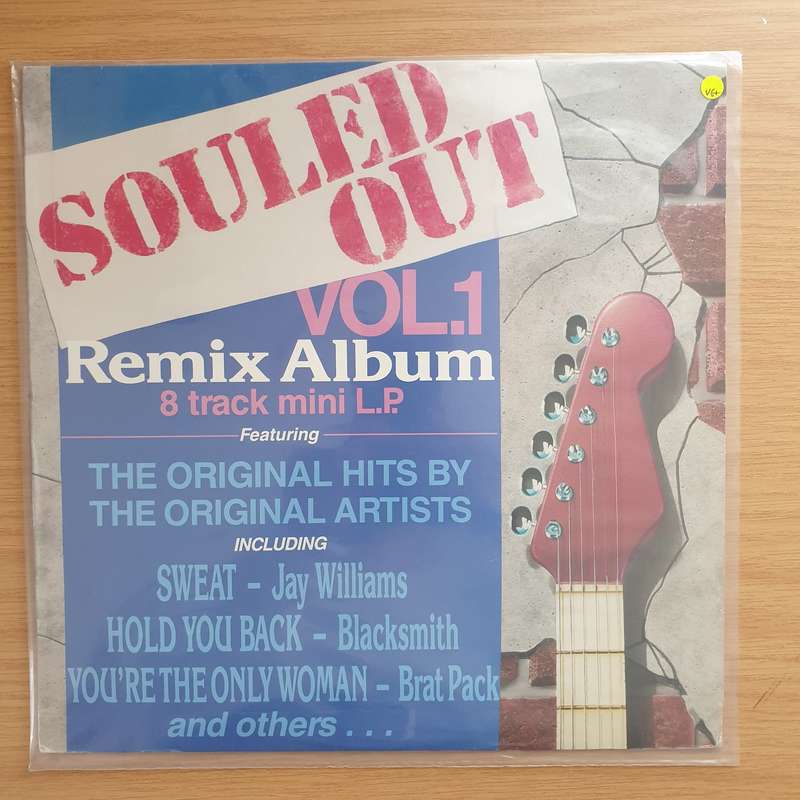 SOULED
OUT
VG+
VOL.1
Remix Album
8 track mini L.P.
Featuring
THE ORIGINAL HITS BY
THE ORIGINAL ARTISTS
INCLUDING
SWEAT – Jay Williams
HOLD YOU BACK – Blacksmith
YOU'RE THE ONLY WOMAN – Brat Pack
and others . . .